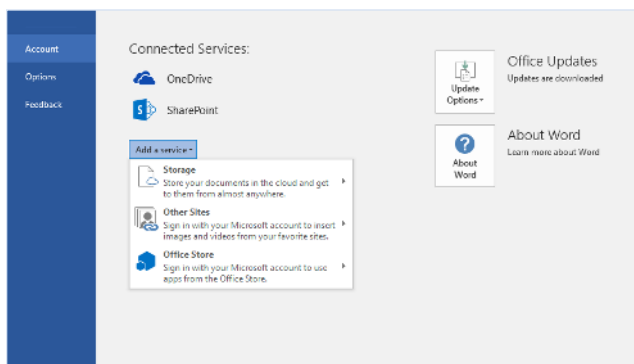 Account
Options
Feedback
Connected Services:
OneDrive
SharePoint
Add a service
Storage
Store your documents in the cloud and get
to them from almost anywhere.
Other Sites
Sign in with your Microsoft account to insert
images and videos from your favorite sites.
Office Store
Sign in with your Microsoft account to use
apps from the Office Store.
Update
Options
Office Updates
Updates are downloaded
About
Word
About Word
Learn more about Word